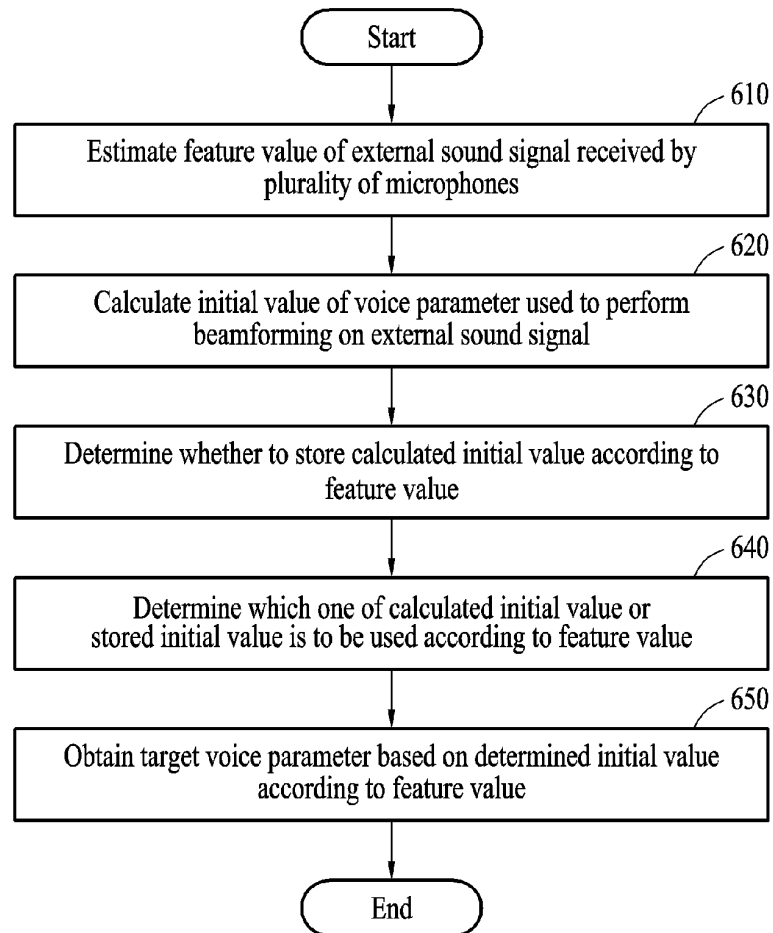 Start
610
Estimate feature value of external sound signal received by
plurality of microphones
620
Calculate initial value of voice parameter used to perform
beamforming on external sound signal
630
Determine whether to store calculated initial value according to
feature value
640
Determine which one of calculated initial value or
stored initial value is to be used according to feature value
650
Obtain target voice parameter based on determined initial value
according to feature value
End